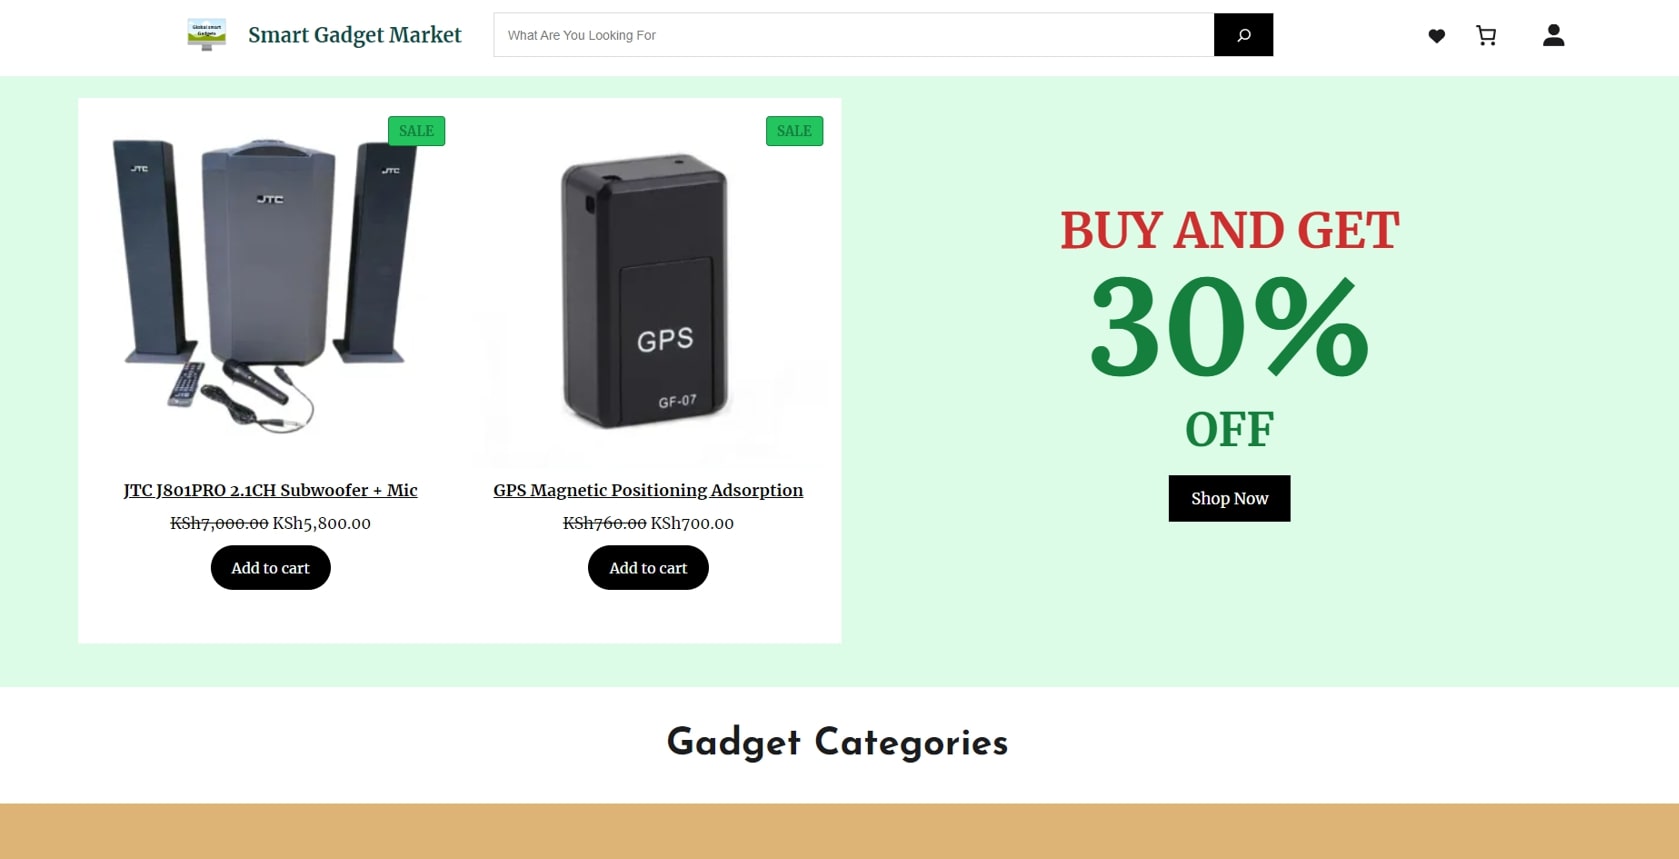 Global smart
Gadgets
Smart Gadget Market
What Are You Looking For
SALE
SALE
JTC
JTC
JTC
GPS
GF-07
BUY AND GET
30%
OFF
Shop Now
JTC J801PRO 2.1CH Subwoofer + Mic
KSh7,000.00 KSh5,800.00
Add to cart
GPS Magnetic Positioning Adsorption
KSh760.00 KSh700.00
Add to cart
Gadget Categories